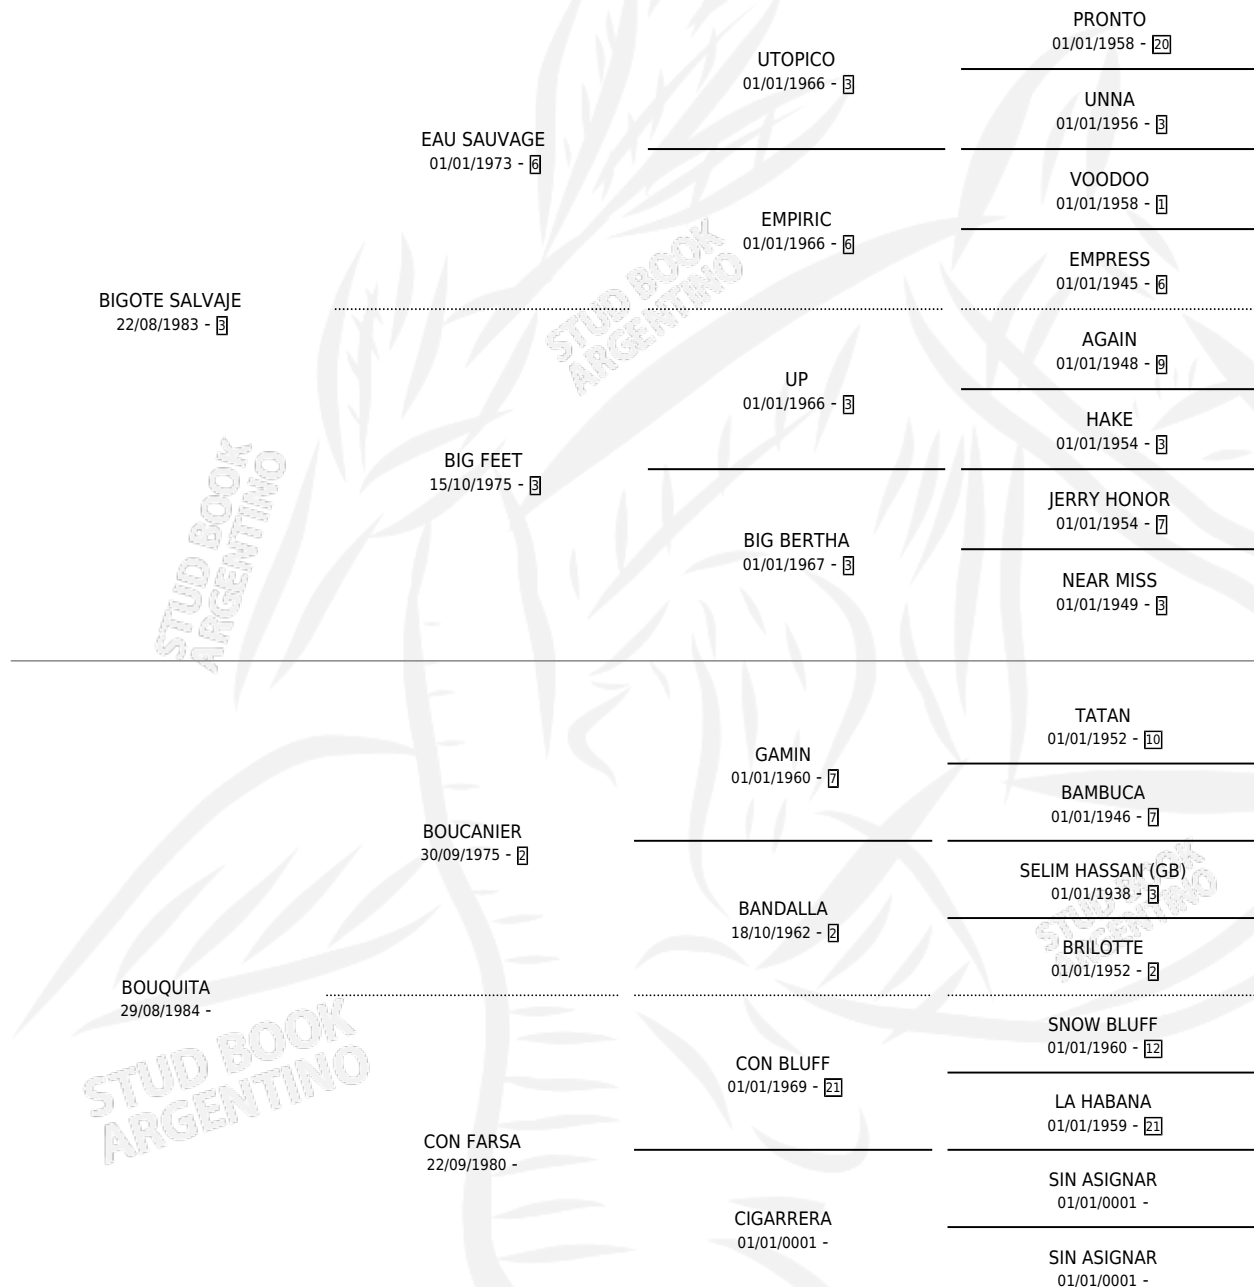 PRONTO
01/01/1958 - 20
UTOPICO
01/01/1966 - 3
UNNA
01/01/1956 - 3
EAU SAUVAGE
01/01/1973 - 6
VOODOO
01/01/1958 - 1
EMPIRIC
01/01/1966 - 6
EMPRESS
01/01/1945 - 6
BIGOTE SALVAJE
22/08/1983 - 3
STUD BOOK
ARGENTINO
AGAIN
01/01/1948 - 9
UP
01/01/1966 - 3
HAKE
01/01/1954 - 3
BIG FEET
15/10/1975 - 3
JERRY HONOR
01/01/1954 - 7
BIG BERTHA
01/01/1967 - 3
NEAR MISS
01/01/1949 - 3
STUD BOOK
ARGENTINO
TATAN
01/01/1952 - 10
GAMIN
01/01/1960 - 7
BAMBUCA
01/01/1946 - 7
BOUCANIER
30/09/1975 - 2
SELIM HASSAN (GB)
01/01/1938 - 3
BANDALLA
18/10/1962 - 2
STUD BOOK
ARGENTINO
BRILOTTE
01/01/1952 - 2
BOUQUITA
29/08/1984 -
STUD BOOK
ARGENTINO
SNOW BLUFF
01/01/1960 - 12
CON BLUFF
01/01/1969 - 21
LA HABANA
01/01/1959 - 21
CON FARSA
22/09/1980 -
SIN ASIGNAR
01/01/0001 -
CIGARRERA
01/01/0001 -
SIN ASIGNAR
01/01/0001 -